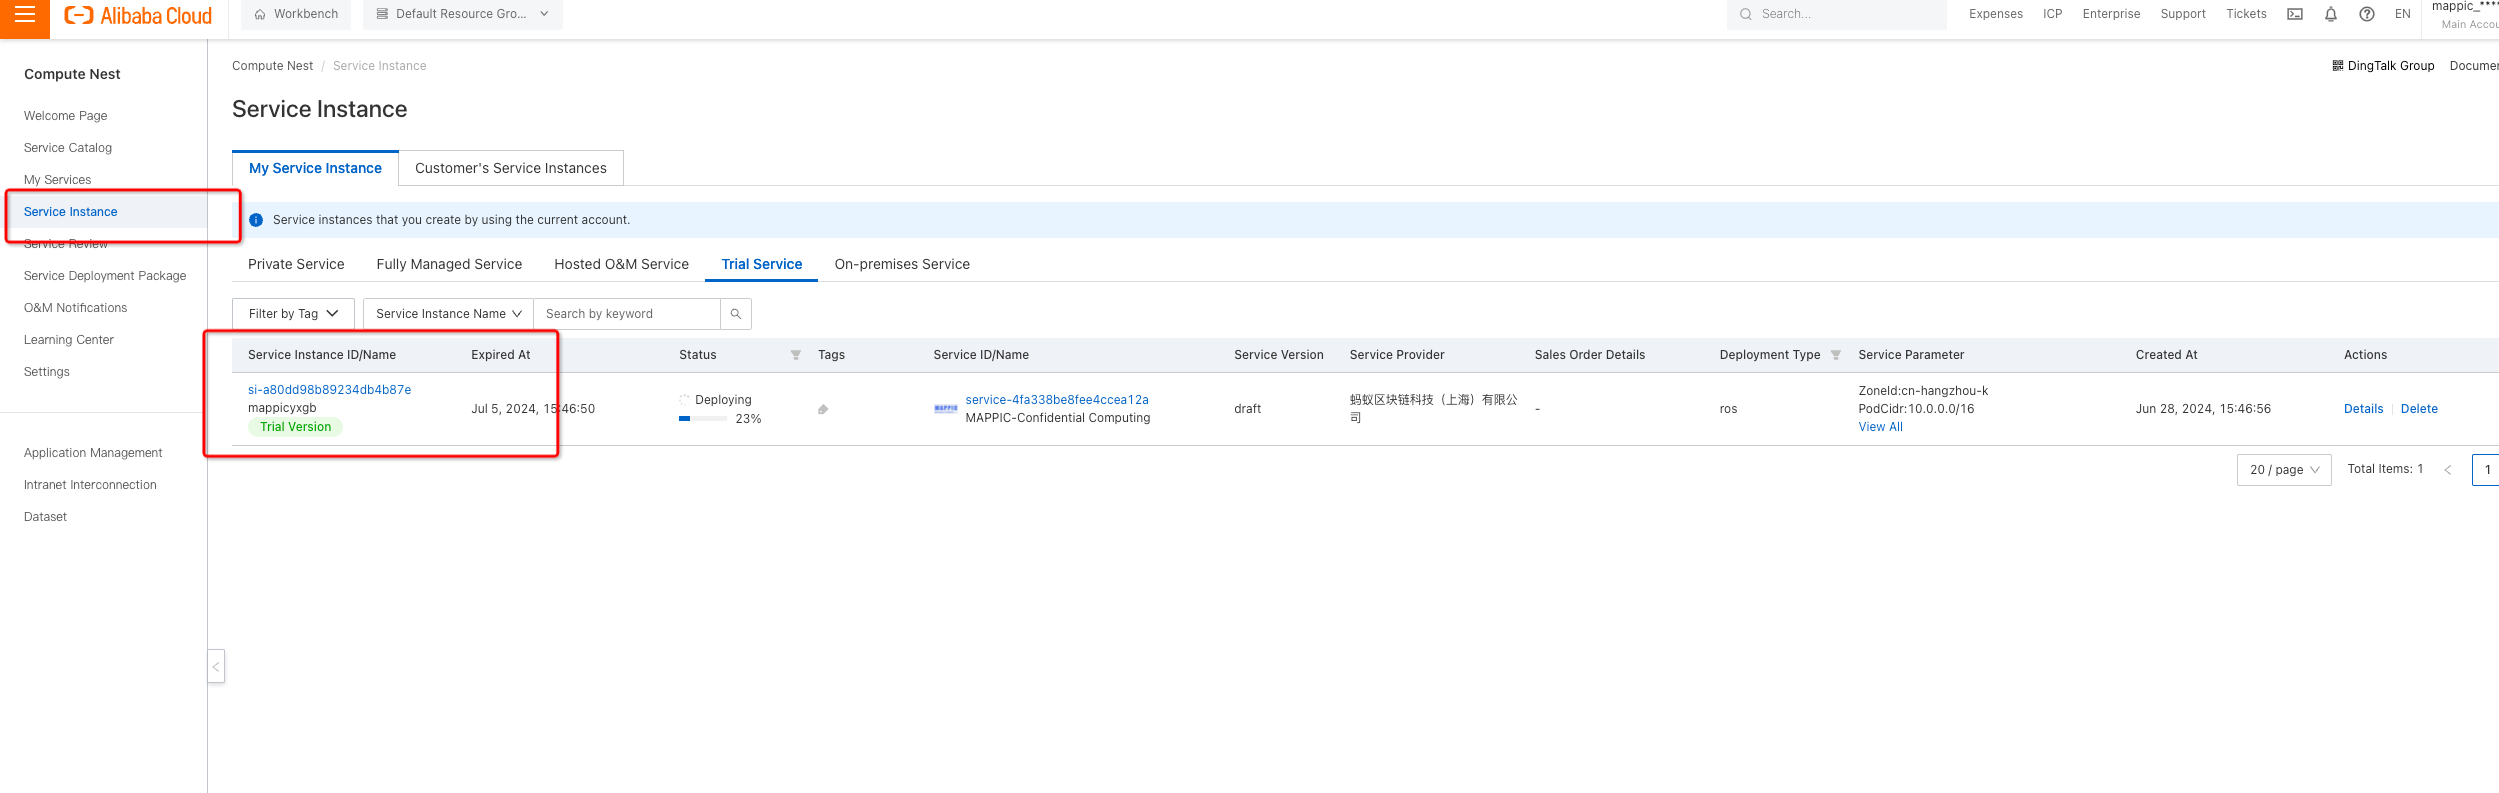 Alibaba Cloud
Workbench
Default Resource Gro...
Search...
Expenses
ICP
Enterprise
Support
Tickets
EN
mappic_****
Main Accou
Compute Nest
Welcome Page
Service Catalog
My Services
Service Instance
Service Review
Service Deployment Package
O&M Notifications
Learning Center
Settings
Application Management
Intranet Interconnection
Dataset
Compute Nest / Service Instance
DingTalk Group
Documen
Service Instance
My Service Instance
Customer's Service Instances
Service instances that you create by using the current account.
Private Service
Fully Managed Service
Hosted O&M Service
Trial Service
On-premises Service
Filter by Tag
Service Instance Name
Search by keyword
Service Instance ID/Name
Expired At
Status
Tags
Service ID/Name
Service Version
Service Provider
Sales Order Details
Deployment Type
Service Parameter
Created At
Actions
si-a80dd98b89234db4b87e
mappicyxgb
Trial Version
Jul 5, 2024, 15:46:50
Deploying
23%
MAPPIC
service-4fa338be8fee4ccea12a
MAPPIC-Confidential Computing
draft
蚂蚁区块链科技（上海）有限公
司
-
ros
ZoneId:cn-hangzhou-k
PodCidr:10.0.0.0/16
View All
Jun 28, 2024, 15:46:56
Details
Delete
20 / page
Total Items: 1
<
1
<